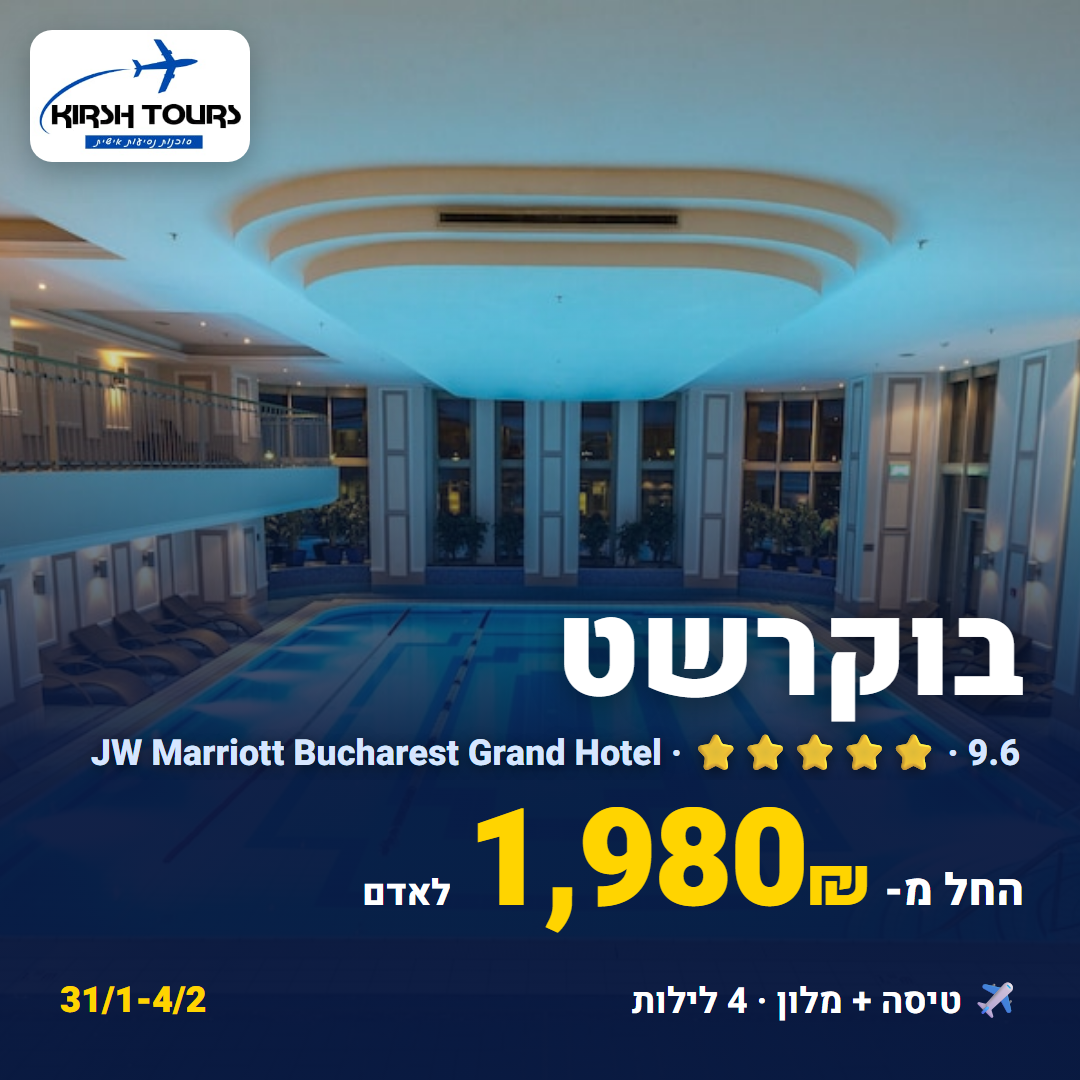 KIRSH TOURS
סוכנות נסיעות אישית
בוקרשט
JW Marriott Bucharest Grand Hotel · ⭐⭐⭐⭐⭐ · 9.6
החל מ- ₪1,980 לאדם
✈️ טיסה + מלון · 4 לילות
31/1-4/2